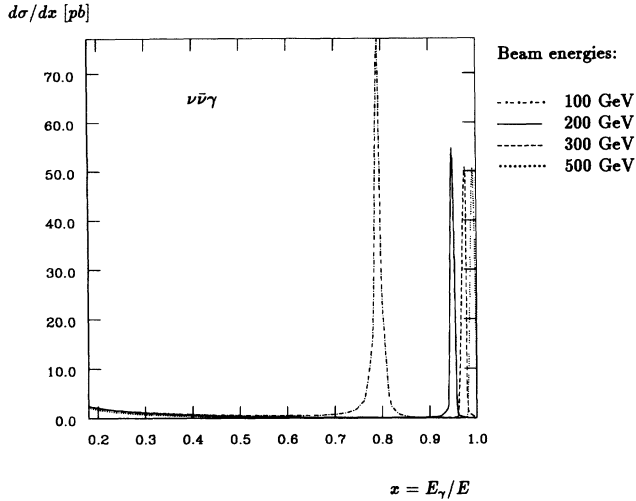 dσ/dx [pb]
70.0
60.0
50.0
40.0
30.0
20.0
10.0
0.0
νν̄γ
0.2 0.3 0.4 0.5 0.6 0.7 0.8 0.9 1.0
x = E_γ/E
Beam energies:
100 GeV
200 GeV
300 GeV
500 GeV